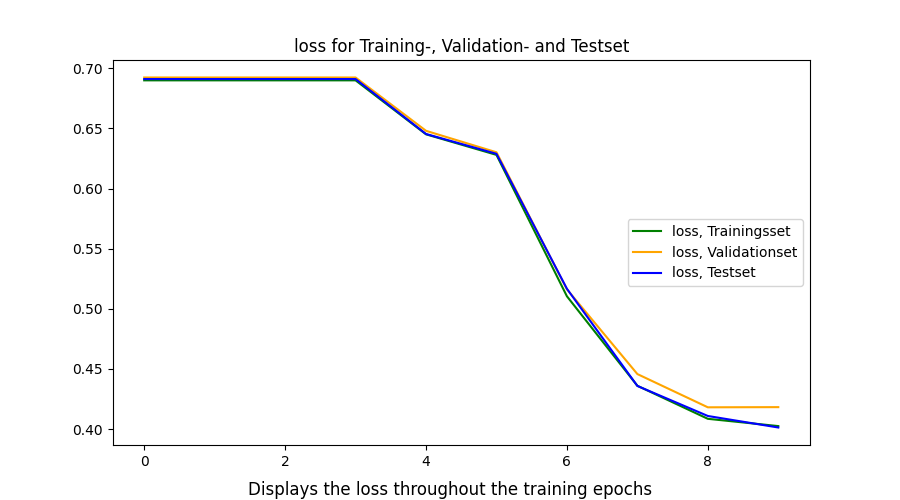 loss for Training-, Validation- and Testset
0.70
0.65
0.60
0.55
0.50
0.45
0.40
loss, Trainingsset
loss, Validationset
loss, Testset
0 2 4 6 8
Displays the loss throughout the training epochs